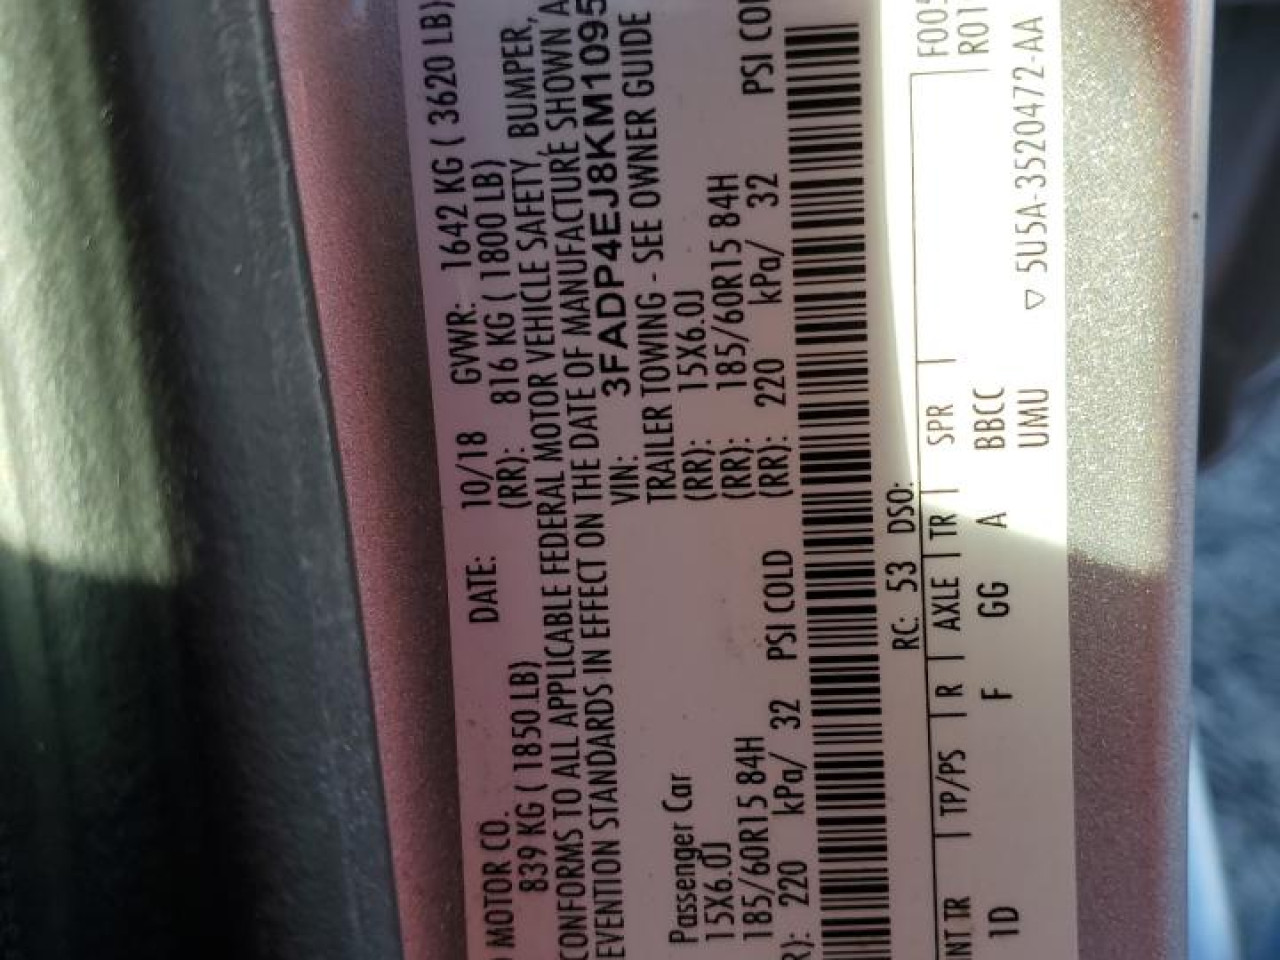 MOTOR CO. DATE: 10/18 GVWR: 1642 KG ( 3620 LB)
839 KG ( 1850 LB) (RR): 816 KG ( 1800 LB)
CONFORMS TO ALL APPLICABLE FEDERAL MOTOR VEHICLE SAFETY, BUMPER,
EVENTION STANDARDS IN EFFECT ON THE DATE OF MANUFACTURE SHOWN A
VIN: 3FADP4EJ8KM1095
TRAILER TOWING - SEE OWNER GUIDE
Passenger Car
15X6.0J (RR): 15X6.0J
185/60R15 84H (RR): 185/60R15 84H
R): 220 kPa/ 32 PSI COLD (RR): 220 kPa/ 32 PSI COL
RC: 53 DSO: F005
R01
NT TR TP/PS R AXLE TR SPR
1D F GG A BBCC
UMU ▽ 5U5A-3520472-AA